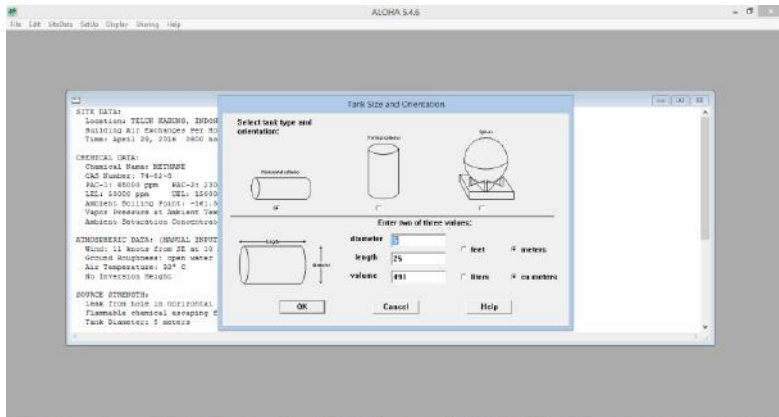 ALOHA 5.4.6
File Edit SiteData SetUp Display Sharing Help
SITE DATA:
Location: TELUK KABUNG, INDON
Building Air Exchanges Per Ho
Time: April 29, 2016 0800 ho
CHEMICAL DATA:
Chemical Name: METHANE
CAS Number: 74-82-8
PAC-1: 65000 ppm PAC-2: 230
LEL: 50000 ppm UEL: 15000
Ambient Boiling Point: -161.5
Vapor Pressure at Ambient Tem
Ambient Saturation Concentrat
ATMOSPHERIC DATA: (MANUAL INPUT
Wind: 11 knots from SE at 10
Ground Roughness: open water
Air Temperature: 32° C
No Inversion Height
SOURCE STRENGTH:
Leak from hole in horizontal
Flammable chemical escaping f
Tank Diameter: 5 meters
Tank Size and Orientation
Select tank type and
orientation:
Horizontal cylinder
Vertical cylinder
Sphere
Enter two of three values:
length
diameter
diameter 5
feet meters
length 25
volume 491
liters cu meters
OK Cancel Help